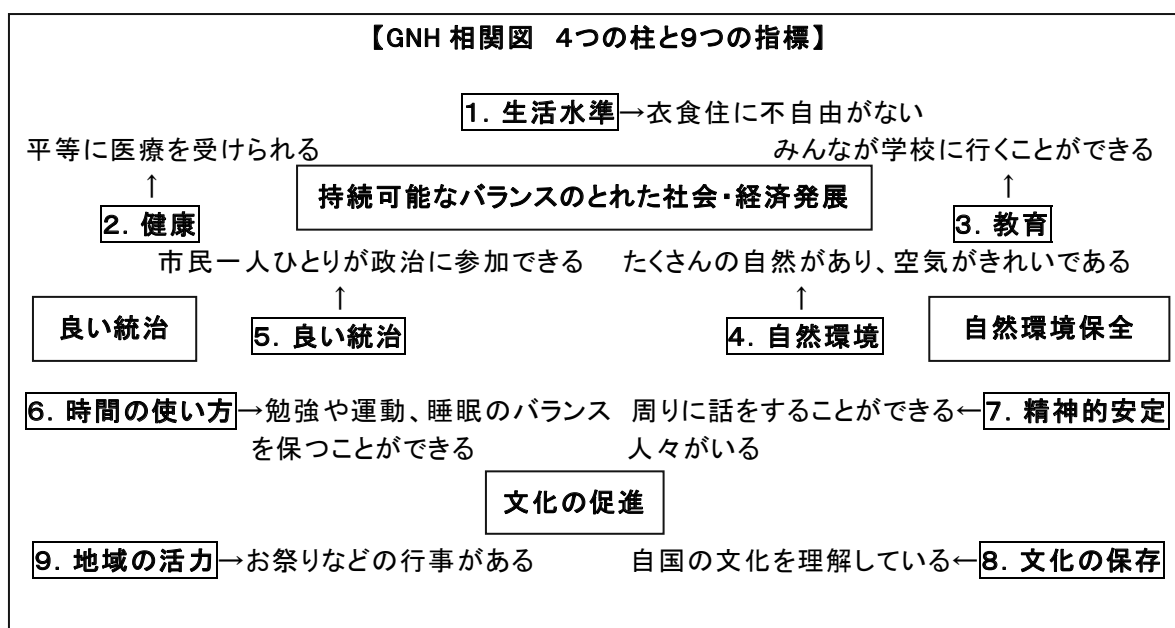 【GNH 相関図　4つの柱と9つの指標】
1. 生活水準→衣食住に不自由がない
平等に医療を受けられる　みんなが学校に行くことができる
↑　持続可能なバランスのとれた社会・経済発展　↑
2. 健康　3. 教育
市民一人ひとりが政治に参加できる　たくさんの自然があり、空気がきれいである
↑　↑
良い統治　5. 良い統治　4. 自然環境　自然環境保全
6. 時間の使い方→勉強や運動、睡眠のバランス　周りに話をすることができる←7. 精神的安定
を保つことができる　人々がいる
文化の促進
9. 地域の活力→お祭りなどの行事がある　自国の文化を理解している←8. 文化の保存